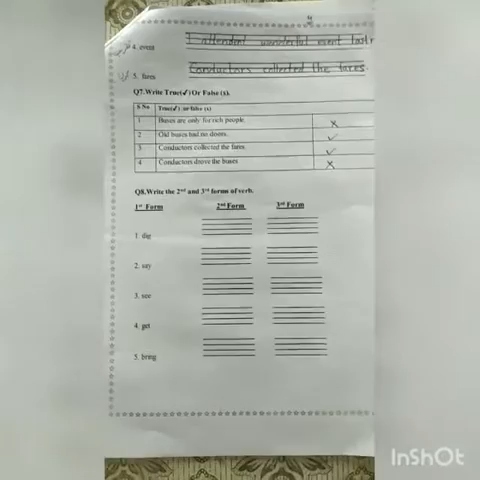 4. event I attendent wonderful event last
5. fares Conductors collected the fares.
Q7.Write True(✓) Or False (x).
S No True(✓) or false (x)
1 Buses are only for rich people. ×
2 Old buses had no doors. ✓
3 Conductors collected the fares. ✓
4 Conductors drove the buses ×
Q8.Write the 2nd and 3rd forms of verb.
1st Form 2nd Form 3rd Form
1. dig
2. say
3. see
4. get
5. bring
InShOt